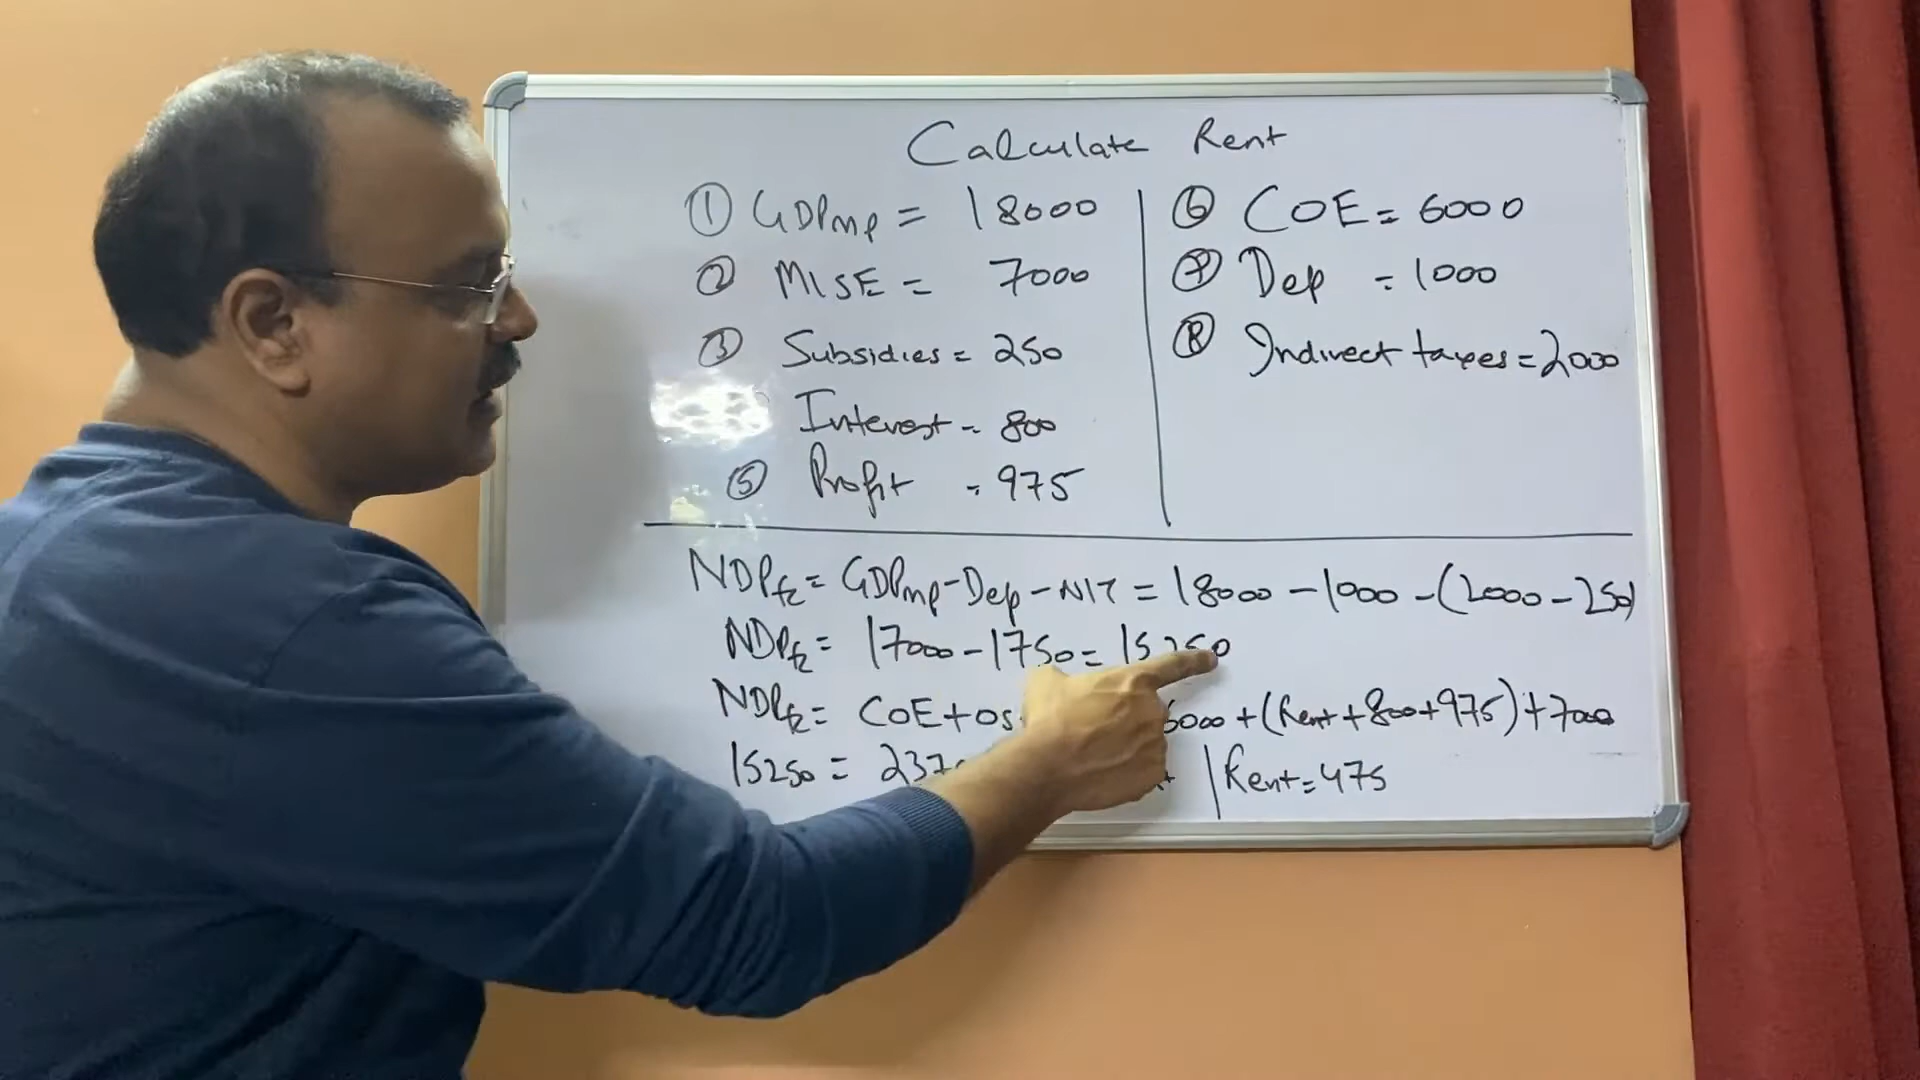 Calculate Rent
① GDPmp = 18000
② MISE = 7000
③ Subsidies = 250
Interest = 800
⑤ Profit = 975
⑥ COE = 6000
⑦ Dep = 1000
⑧ Indirect taxes = 2000
NDPfc = GDPmp - Dep - NIT = 18000 - 1000 - (2000 - 250)
NDPfc = 17000 - 1750 = 15250
NDPfc = COE + OS 6000 + (Rent + 800 + 975) + 7000
15250 = Rent = 475